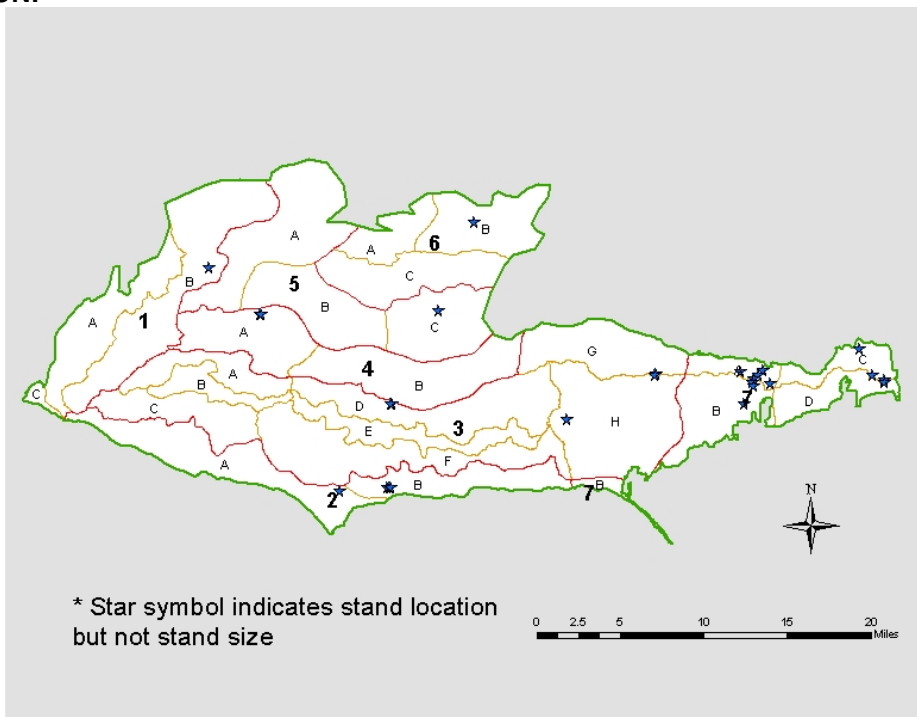 A
6 B
A
C
5
B
B
1
A
C
A
G
C
4
A
B
B
C
7
D
C
D
B
H
3
E
F
A
B
7 B
2
N
* Star symbol indicates stand location
but not stand size
0 2.5 5 10 15 20
Miles